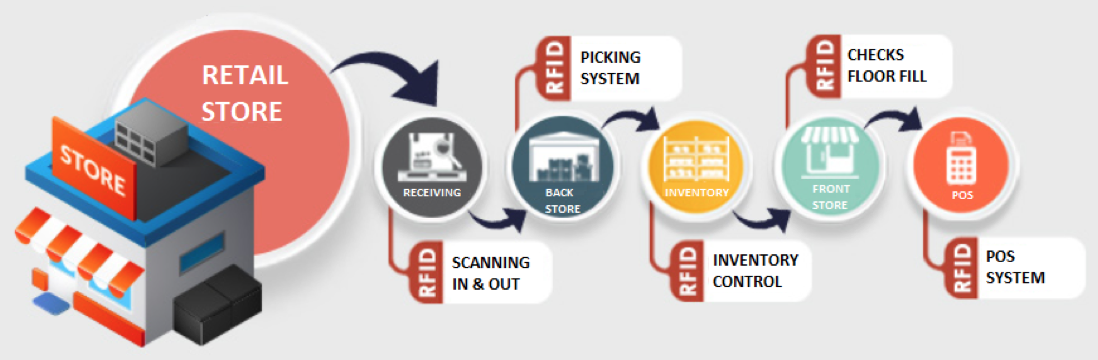 RETAIL
STORE
STORE
RECEIVING
RFID
SCANNING
IN & OUT
RFID
PICKING
SYSTEM
BACK
STORE
INVENTORY
RFID
INVENTORY
CONTROL
RFID
CHECKS
FLOOR FILL
FRONT
STORE
POS
RFID
POS
SYSTEM